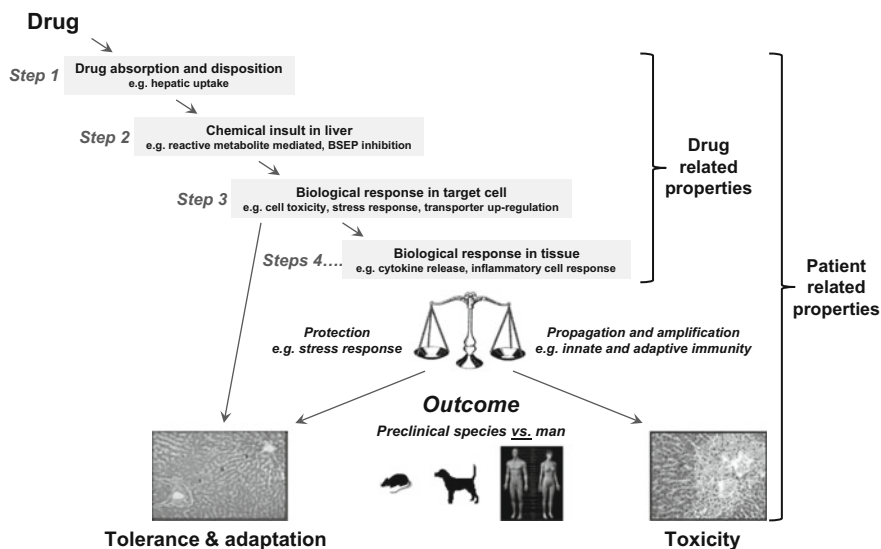 Drug
Step 1
Drug absorption and disposition
e.g. hepatic uptake
Step 2
Chemical insult in liver
e.g. reactive metabolite mediated, BSEP inhibition
Step 3
Biological response in target cell
e.g. cell toxicity, stress response, transporter up-regulation
Steps 4….
Biological response in tissue
e.g. cytokine release, inflammatory cell response
Drug
related
properties
Patient
related
properties
Protection
e.g. stress response
Propagation and amplification
e.g. innate and adaptive immunity
Outcome
Preclinical species vs. man
Tolerance & adaptation
Toxicity